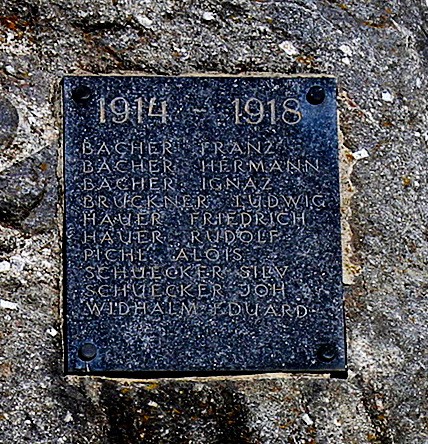 1914 - 1918
BACHER FRANZ
BACHER HERMANN
BACHER IGNAZ
BRUCKNER LUDWIG
HAUER FRIEDRICH
HAUER RUDOLF
PICHL ALOIS
SCHUECKER SILV
SCHUECKER JOH
WIDHALM EDUARD